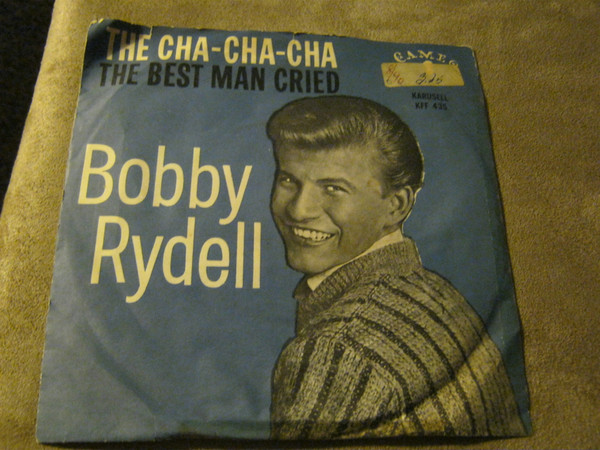 THE CHA-CHA-CHA
THE BEST MAN CRIED
CAMEO
KARUSELL
KFF 435
Bobby
Rydell